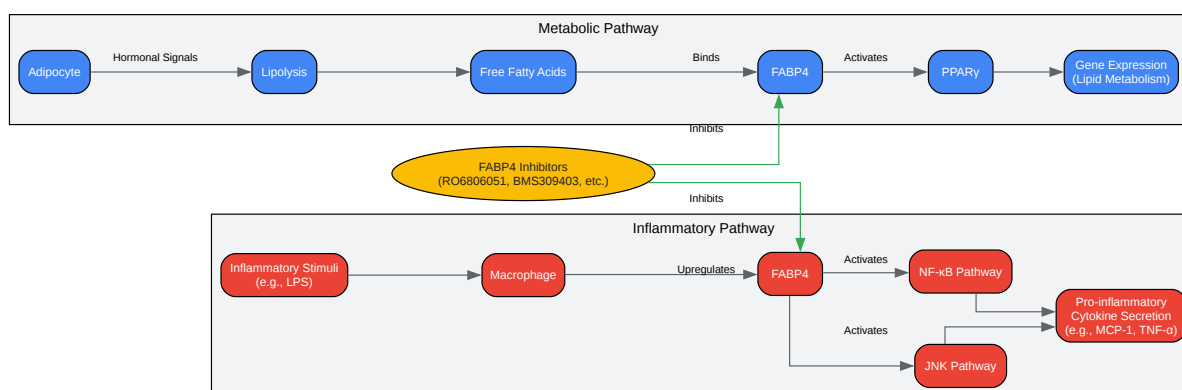 Metabolic Pathway
Adipocyte
Hormonal Signals
Lipolysis
Free Fatty Acids
Binds
FABP4
Activates
PPARγ
Gene Expression
(Lipid Metabolism)
Inhibits
FABP4 Inhibitors
(RO6806051, BMS309403, etc.)
Inhibits
Inflammatory Pathway
Inflammatory Stimuli
(e.g., LPS)
Macrophage
Upregulates
FABP4
Activates
NF-κB Pathway
Activates
JNK Pathway
Pro-inflammatory
Cytokine Secretion
(e.g., MCP-1, TNF-α)